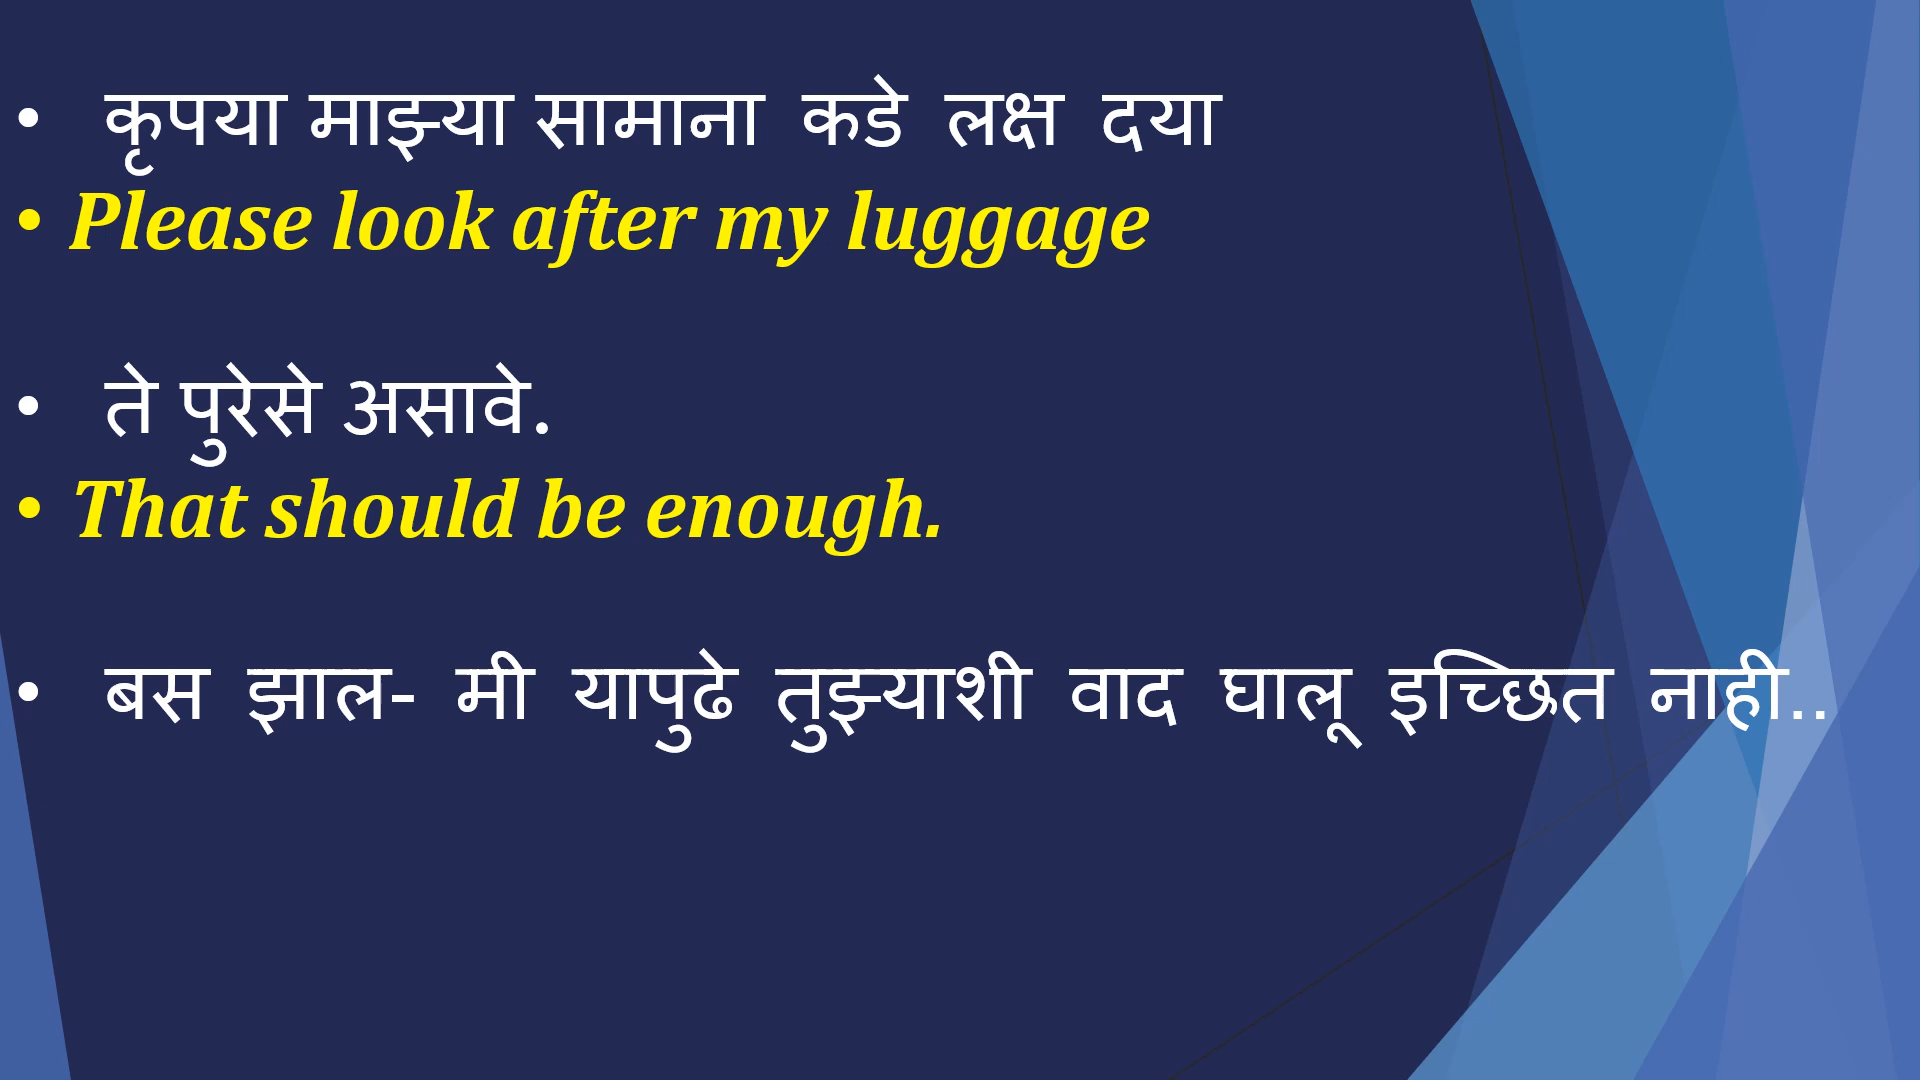 • कृपया माझ्या सामाना कडे लक्ष दया
• Please look after my luggage
• ते पुरेसे असावे.
• That should be enough.
• बस झाल- मी यापुढे तुझ्याशी वाद घालू इच्छित नाही..